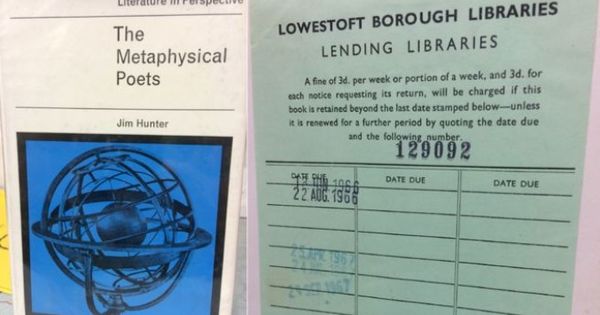 Literature in Perspective
The
Metaphysical
Poets
Jim Hunter
LOWESTOFT BOROUGH LIBRARIES
LENDING LIBRARIES
A fine of 3d. per week or portion of a week, and 3d. for
each notice requesting its return, will be charged if this
book is retained beyond the last date stamped below—unless
it is renewed for a further period by quoting the date due
and the following number.
129092
DATE DUE DATE DUE DATE DUE
JUN 1966
22 AUG. 1966
1967